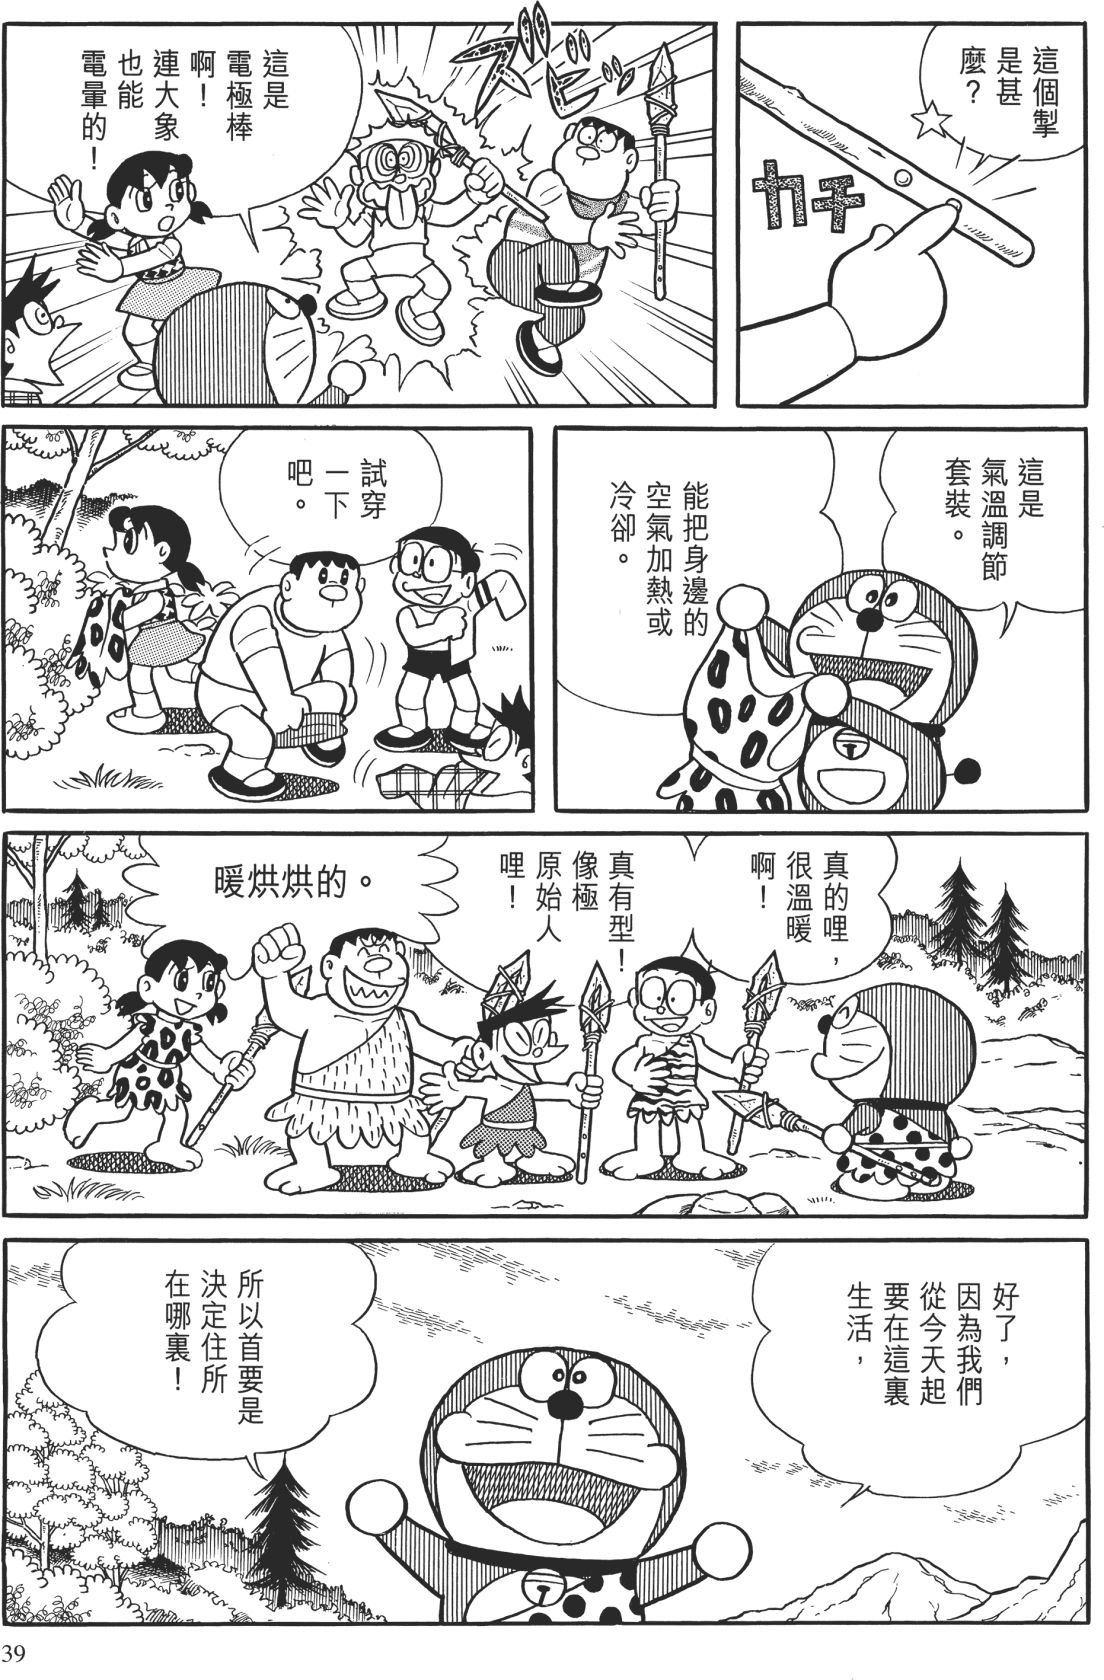 這個掣
是甚
麼？
カチ
這是
電極棒
啊！
連大象
也能
電暈的！
ズビビ
這是
氣溫調節
套裝。
能把身邊的
空氣加熱或
冷卻。
試穿
一下
吧。
真的哩，
很溫暖
啊！
真有型！
像極
原始人
哩！
暖烘烘的。
好了，
因為我們
從今天起
要在這裏
生活，
所以首要是
決定住所
在哪裏！
39